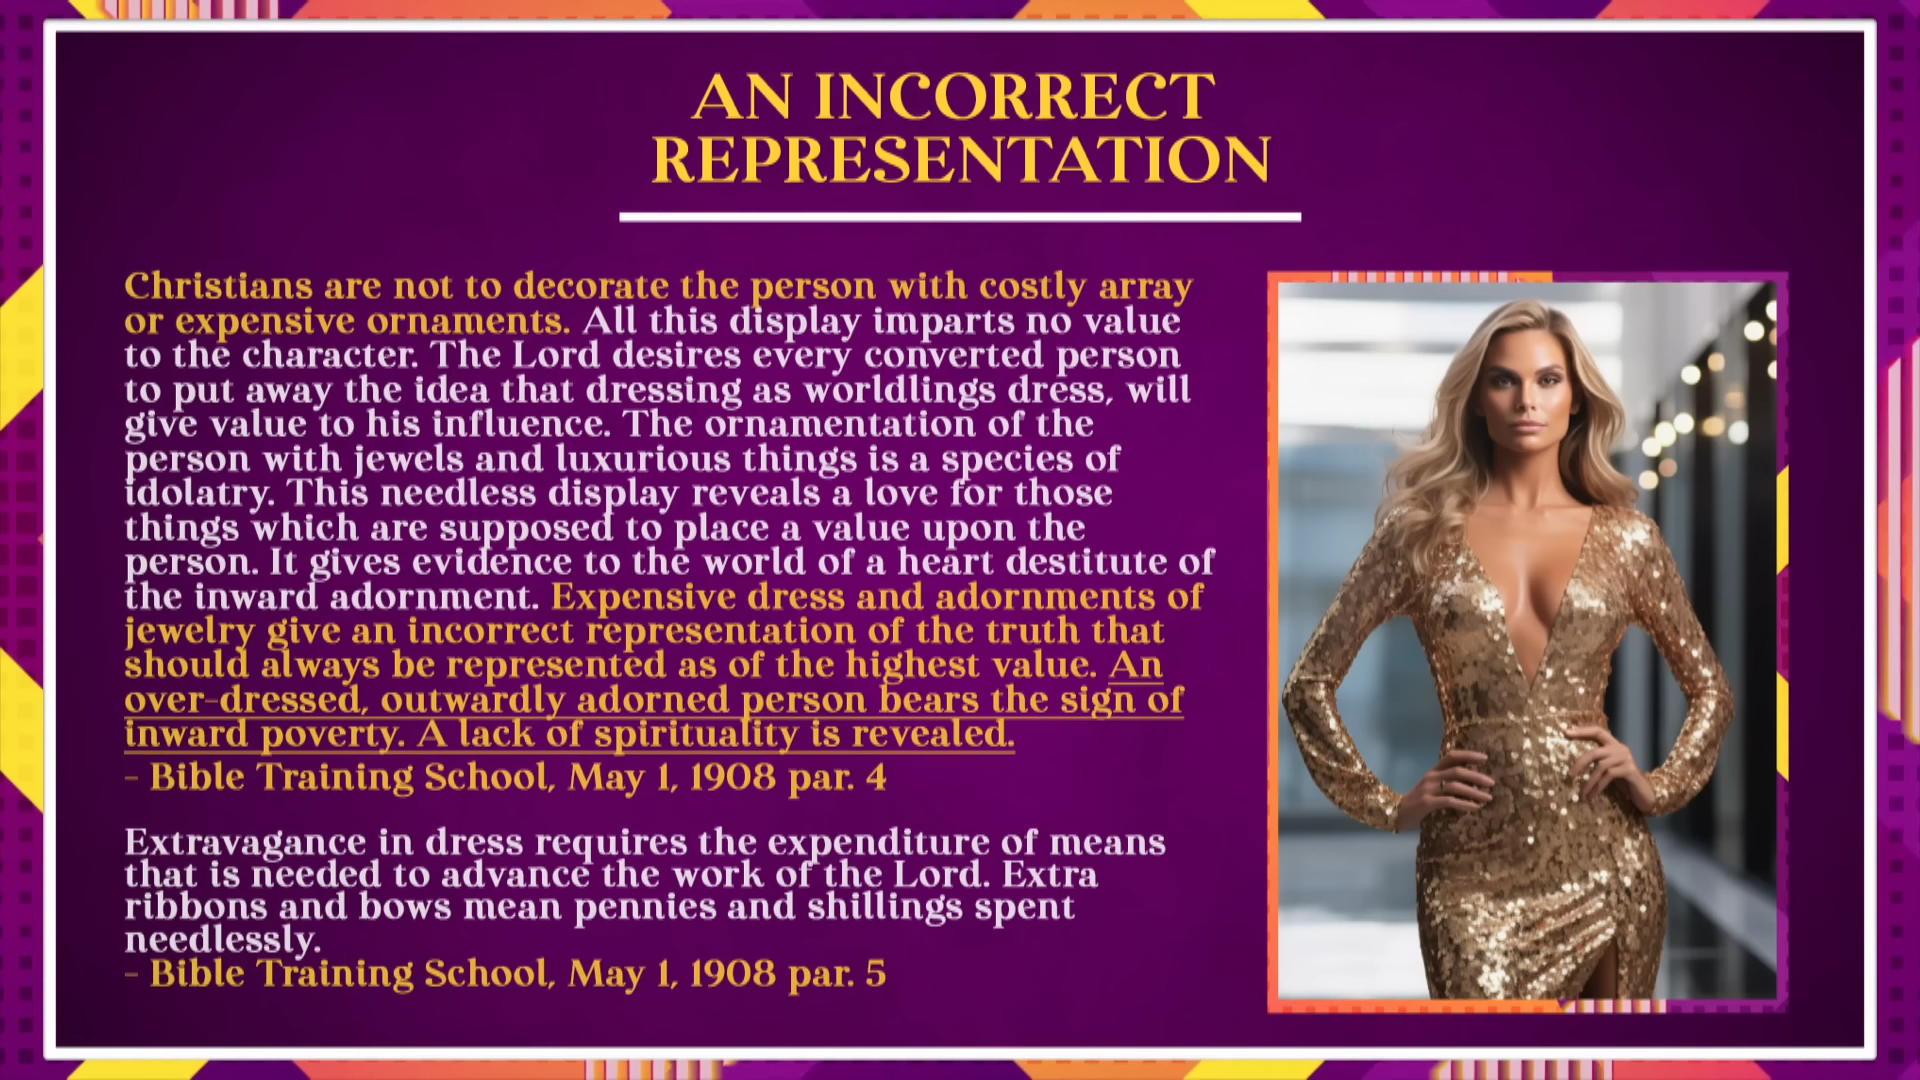 AN INCORRECT
REPRESENTATION
Christians are not to decorate the person with costly array
or expensive ornaments. All this display imparts no value
to the character. The Lord desires every converted person
to put away the idea that dressing as worldlings dress, will
give value to his influence. The ornamentation of the
person with jewels and luxurious things is a species of
idolatry. This needless display reveals a love for those
things which are supposed to place a value upon the
person. It gives evidence to the world of a heart destitute of
the inward adornment. Expensive dress and adornments of
jewelry give an incorrect representation of the truth that
should always be represented as of the highest value. An
over-dressed, outwardly adorned person bears the sign of
inward poverty. A lack of spirituality is revealed.
- Bible Training School, May 1, 1908 par. 4
Extravagance in dress requires the expenditure of means
that is needed to advance the work of the Lord. Extra
ribbons and bows mean pennies and shillings spent
needlessly.
- Bible Training School, May 1, 1908 par. 5